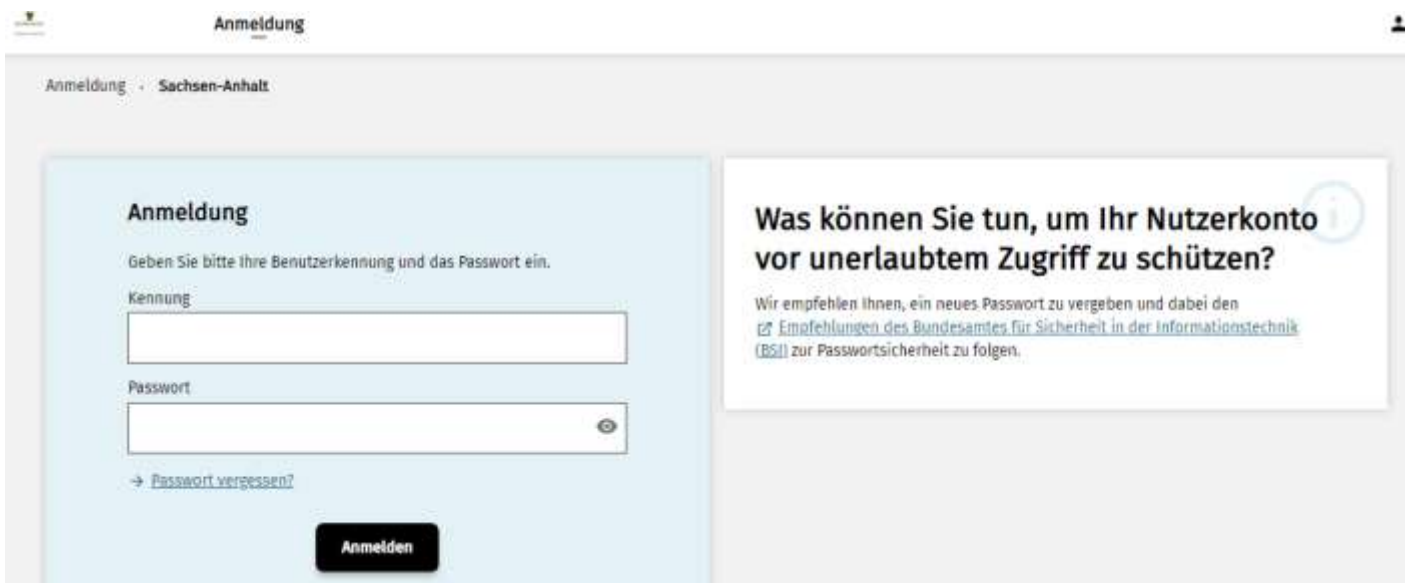 Anmeldung
Anmeldung · Sachsen-Anhalt
Anmeldung
Geben Sie bitte Ihre Benutzerkennung und das Passwort ein.
Kennung
Passwort
→ Passwort vergessen?
Anmelden
Was können Sie tun, um Ihr Nutzerkonto
vor unerlaubtem Zugriff zu schützen?
Wir empfehlen Ihnen, ein neues Passwort zu vergeben und dabei den
Empfehlungen des Bundesamtes für Sicherheit in der Informationstechnik
(BSI) zur Passwortsicherheit zu folgen.